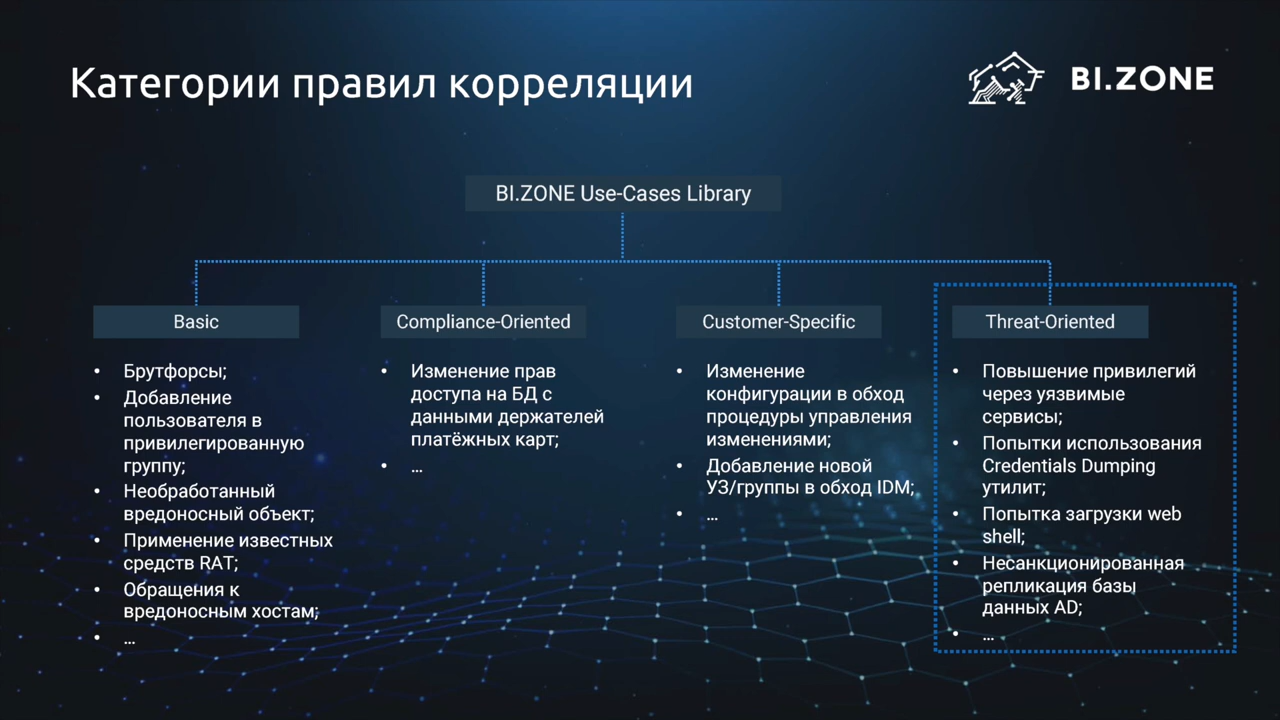 Категории правил корреляции
BI.ZONE
BI.ZONE Use-Cases Library
Basic
• Брутфорсы;
• Добавление
пользователя в
привилегированную
группу;
• Необработанный
вредоносный объект;
• Применение известных
средств RAT;
• Обращения к
вредоносным хостам;
• ...
Compliance-Oriented
• Изменение прав
доступа на БД с
данными держателей
платёжных карт;
• ...
Customer-Specific
• Изменение
конфигурации в обход
процедуры управления
изменениями;
• Добавление новой
УЗ/группы в обход IDM;
• ...
Threat-Oriented
• Повышение привилегий
через уязвимые
сервисы;
• Попытки использования
Credentials Dumping
утилит;
• Попытка загрузки web
shell;
• Несанкционированная
репликация базы
данных AD;
• ...